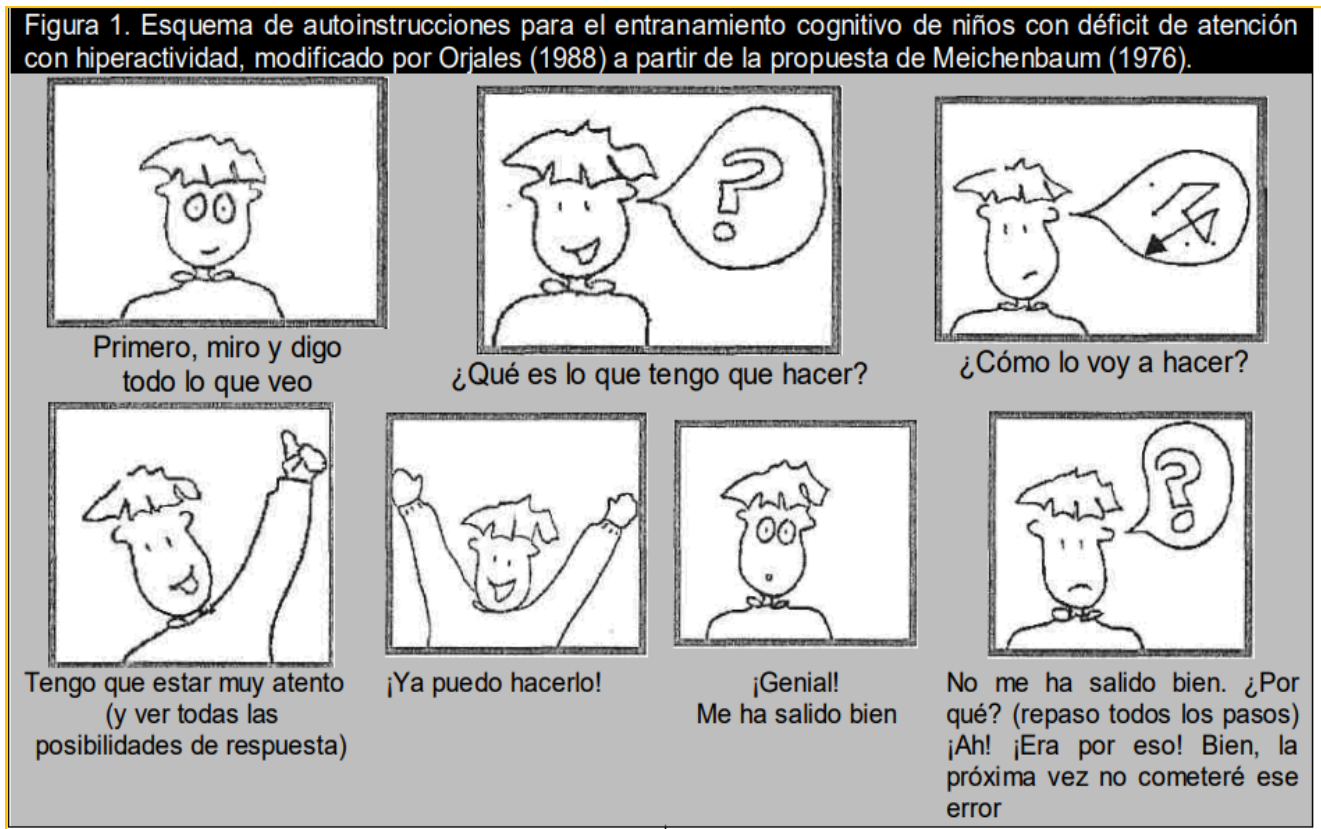 Figura 1. Esquema de autoinstrucciones para el entranamiento cognitivo de niños con déficit de atención
con hiperactividad, modificado por Orjales (1988) a partir de la propuesta de Meichenbaum (1976).
?
Primero, miro y digo
todo lo que veo
¿Qué es lo que tengo que hacer?
¿Cómo lo voy a hacer?
?
Tengo que estar muy atento
(y ver todas las
posibilidades de respuesta)
¡Ya puedo hacerlo!
¡Genial!
Me ha salido bien
No me ha salido bien. ¿Por
qué? (repaso todos los pasos)
¡Ah! ¡Era por eso! Bien, la
próxima vez no cometeré ese
error